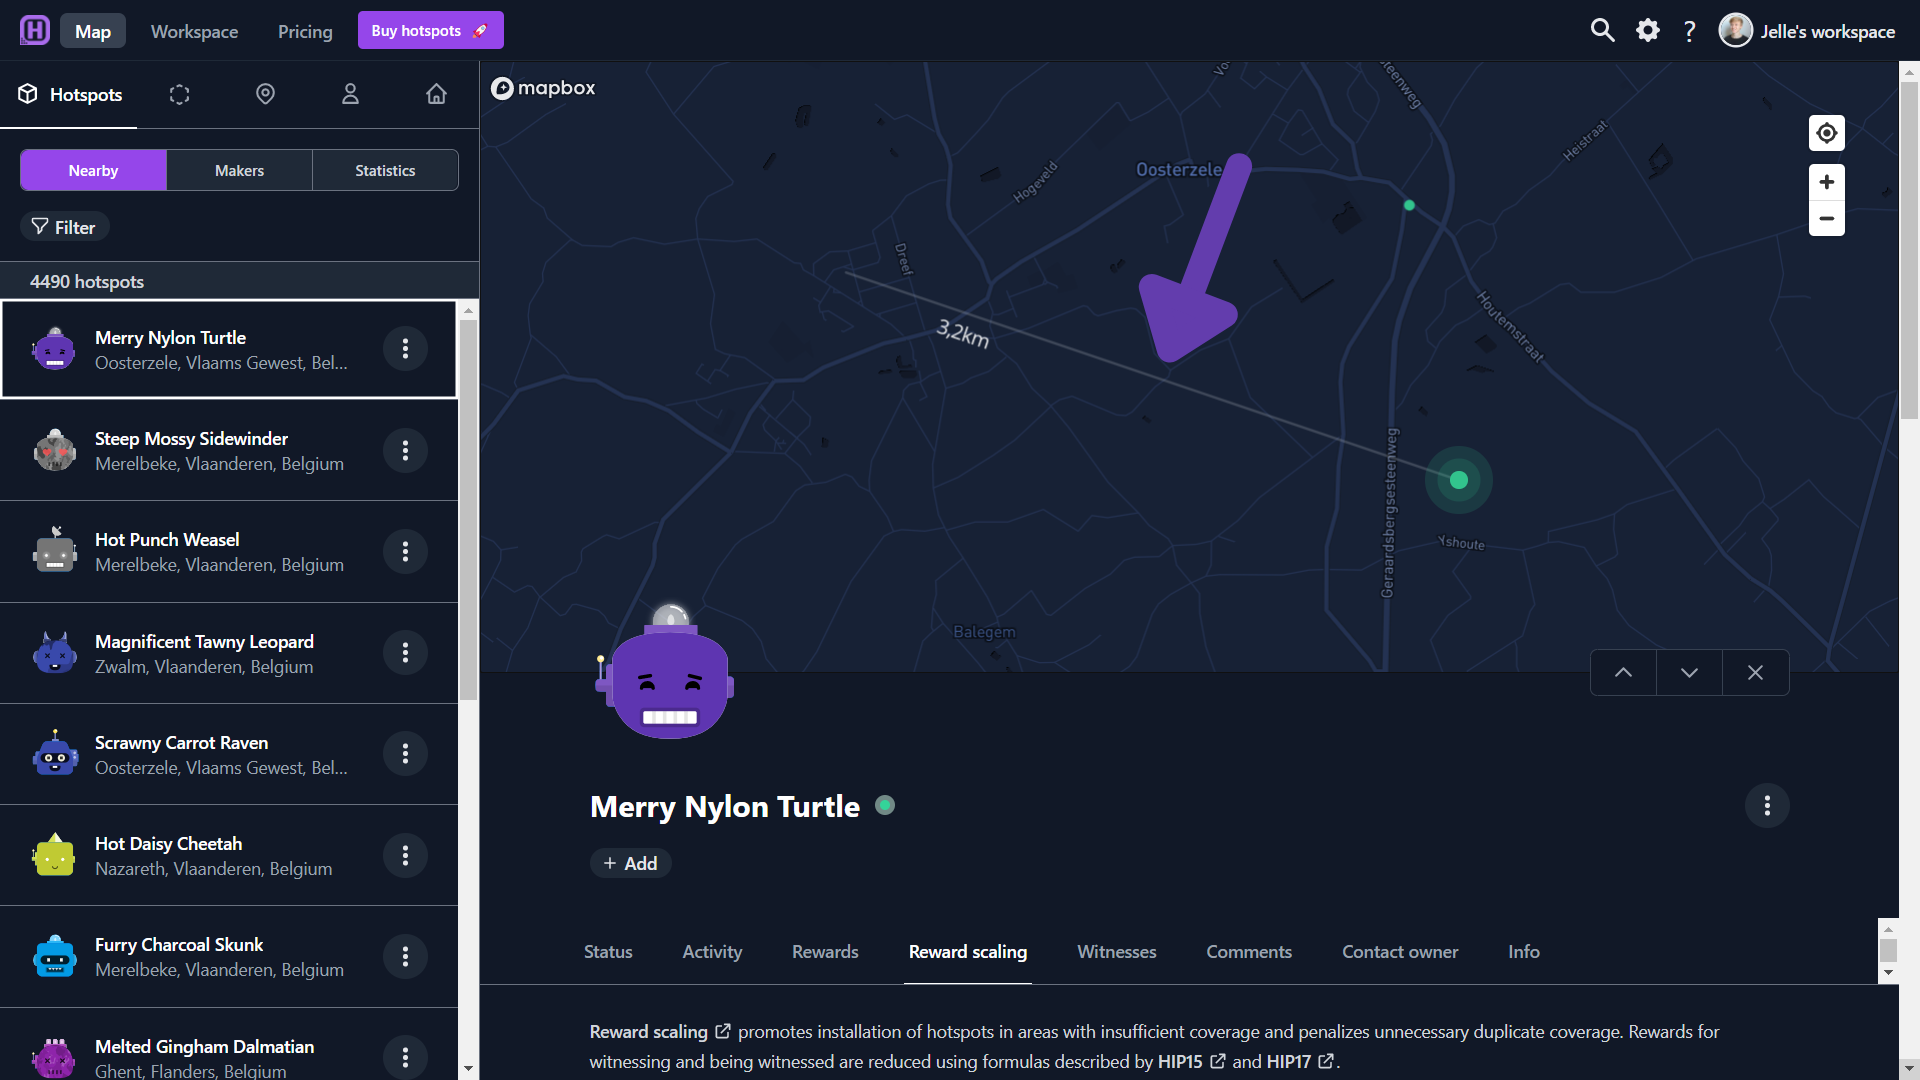 Map
Workspace
Pricing
Buy hotspots
Jelle's workspace
Hotspots
Nearby
Makers
Statistics
Filter
4490 hotspots
Merry Nylon Turtle
Oosterzele, Vlaams Gewest, Bel...
Steep Mossy Sidewinder
Merelbeke, Vlaanderen, Belgium
Hot Punch Weasel
Merelbeke, Vlaanderen, Belgium
Magnificent Tawny Leopard
Zwalm, Vlaanderen, Belgium
Scrawny Carrot Raven
Oosterzele, Vlaams Gewest, Bel...
Hot Daisy Cheetah
Nazareth, Vlaanderen, Belgium
Furry Charcoal Skunk
Merelbeke, Vlaanderen, Belgium
Melted Gingham Dalmatian
Ghent, Flanders, Belgium
mapbox
Oosterzele
Hogeveld
Heistraat
Dreef
3,2km
Houtemstraat
Geraardsbergsesteenweg
Yshoute
Balegem
Merry Nylon Turtle
+ Add
Status
Activity
Rewards
Reward scaling
Witnesses
Comments
Contact owner
Info
Reward scaling promotes installation of hotspots in areas with insufficient coverage and penalizes unnecessary duplicate coverage. Rewards for
witnessing and being witnessed are reduced using formulas described by HIP15 and HIP17 .